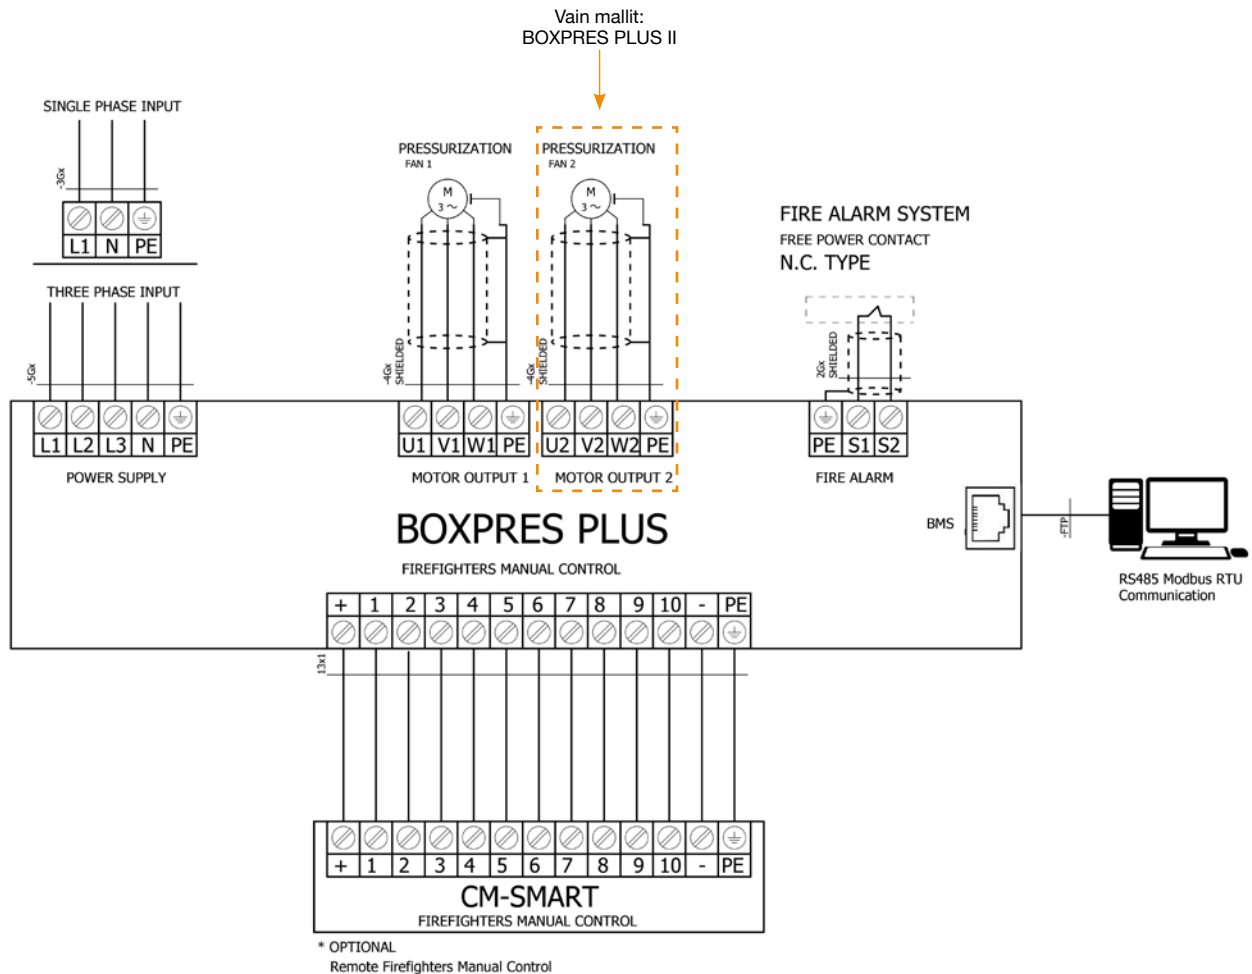 Vain mallit:
BOXPRES PLUS II
SINGLE PHASE INPUT
-3Gx
L1 N PE
THREE PHASE INPUT
-5Gx
L1 L2 L3 N PE
POWER SUPPLY
PRESSURIZATION
FAN 1
M
3~
-4Gx
SHIELDED
U1 V1 W1 PE
MOTOR OUTPUT 1
PRESSURIZATION
FAN 2
M
3~
-4Gx
SHIELDED
U2 V2 W2 PE
MOTOR OUTPUT 2
FIRE ALARM SYSTEM
FREE POWER CONTACT
N.C. TYPE
2Gx
SHIELDED
PE S1 S2
FIRE ALARM
BMS
-FTP
RS485 Modbus RTU
Communication
BOXPRES PLUS
FIREFIGHTERS MANUAL CONTROL
+ 1 2 3 4 5 6 7 8 9 10 - PE
13x1
+ 1 2 3 4 5 6 7 8 9 10 - PE
CM-SMART
FIREFIGHTERS MANUAL CONTROL
* OPTIONAL
Remote Firefighters Manual Control